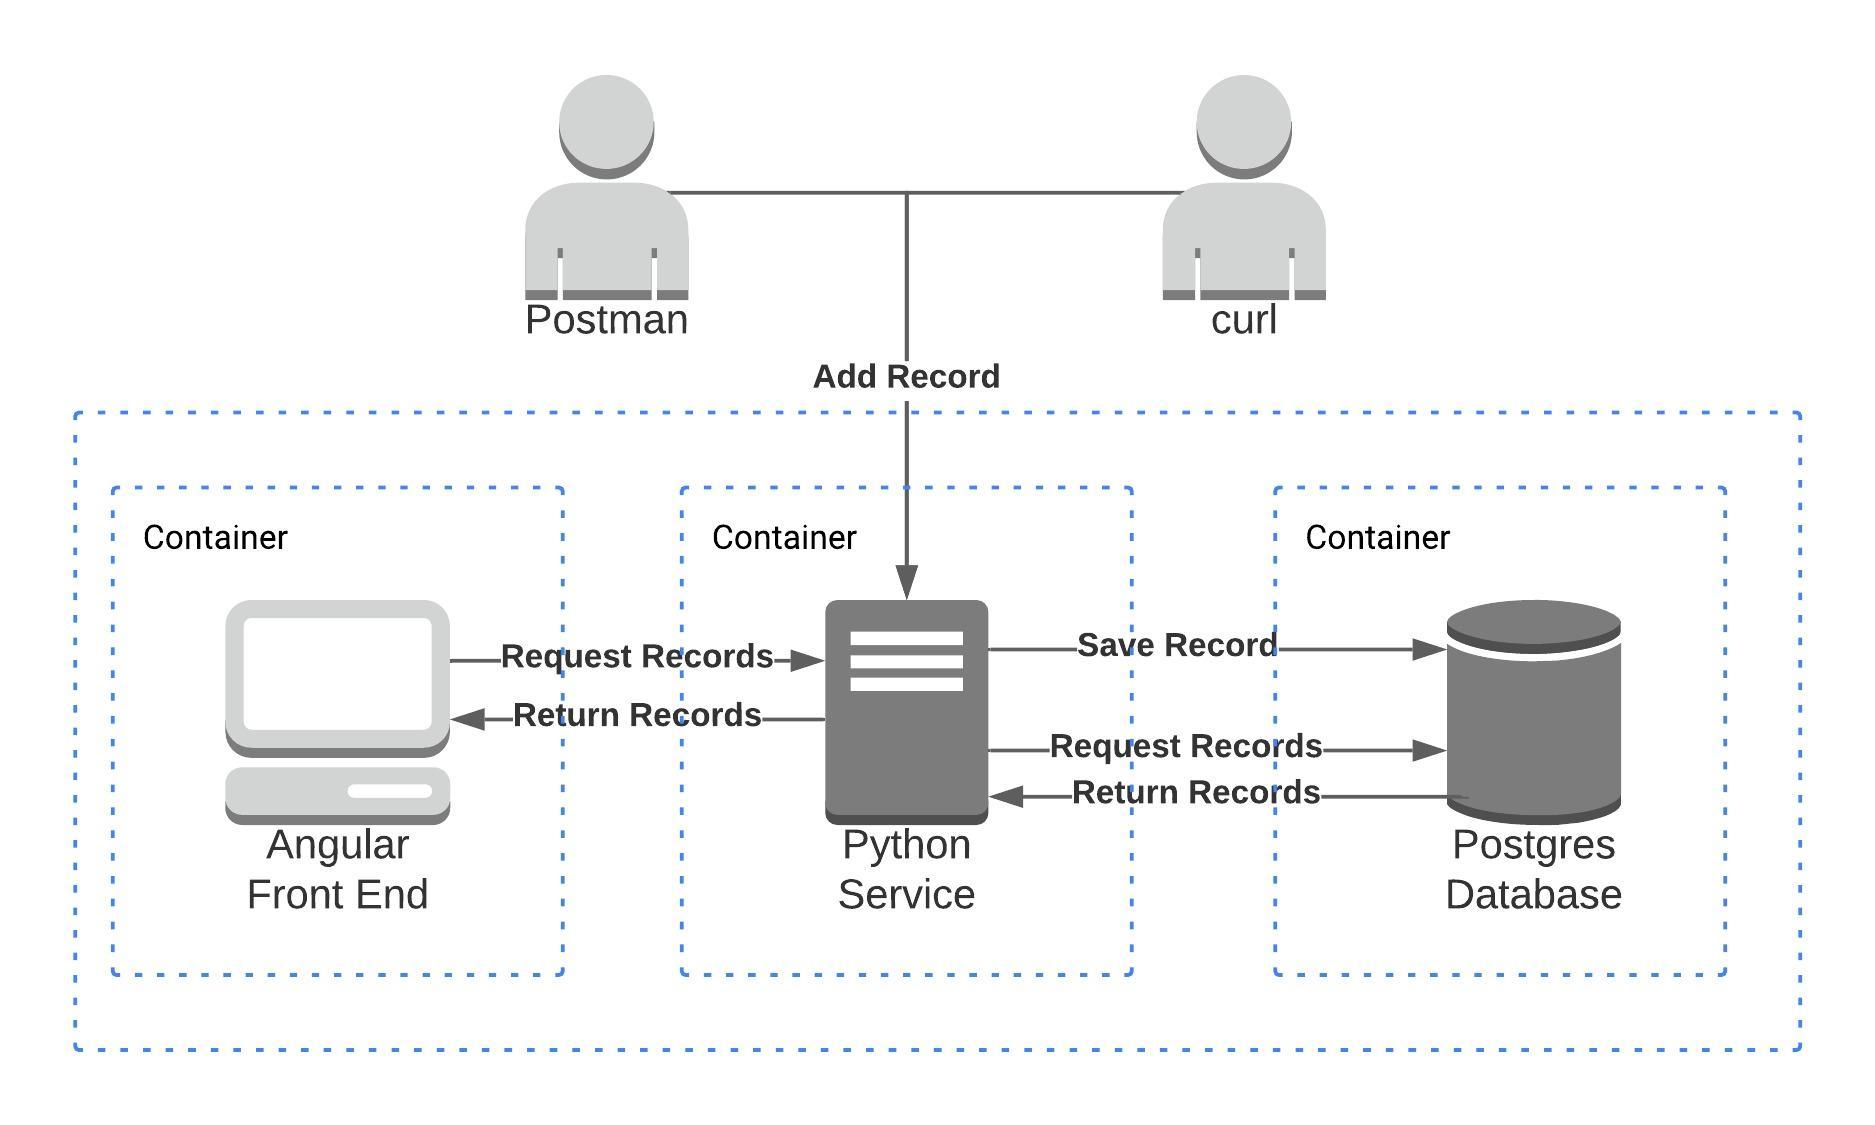 Postman
curl
Add Record
Container
Container
Container
Request Records
Save Record
Return Records
Request Records
Return Records
Angular
Front End
Python
Service
Postgres
Database